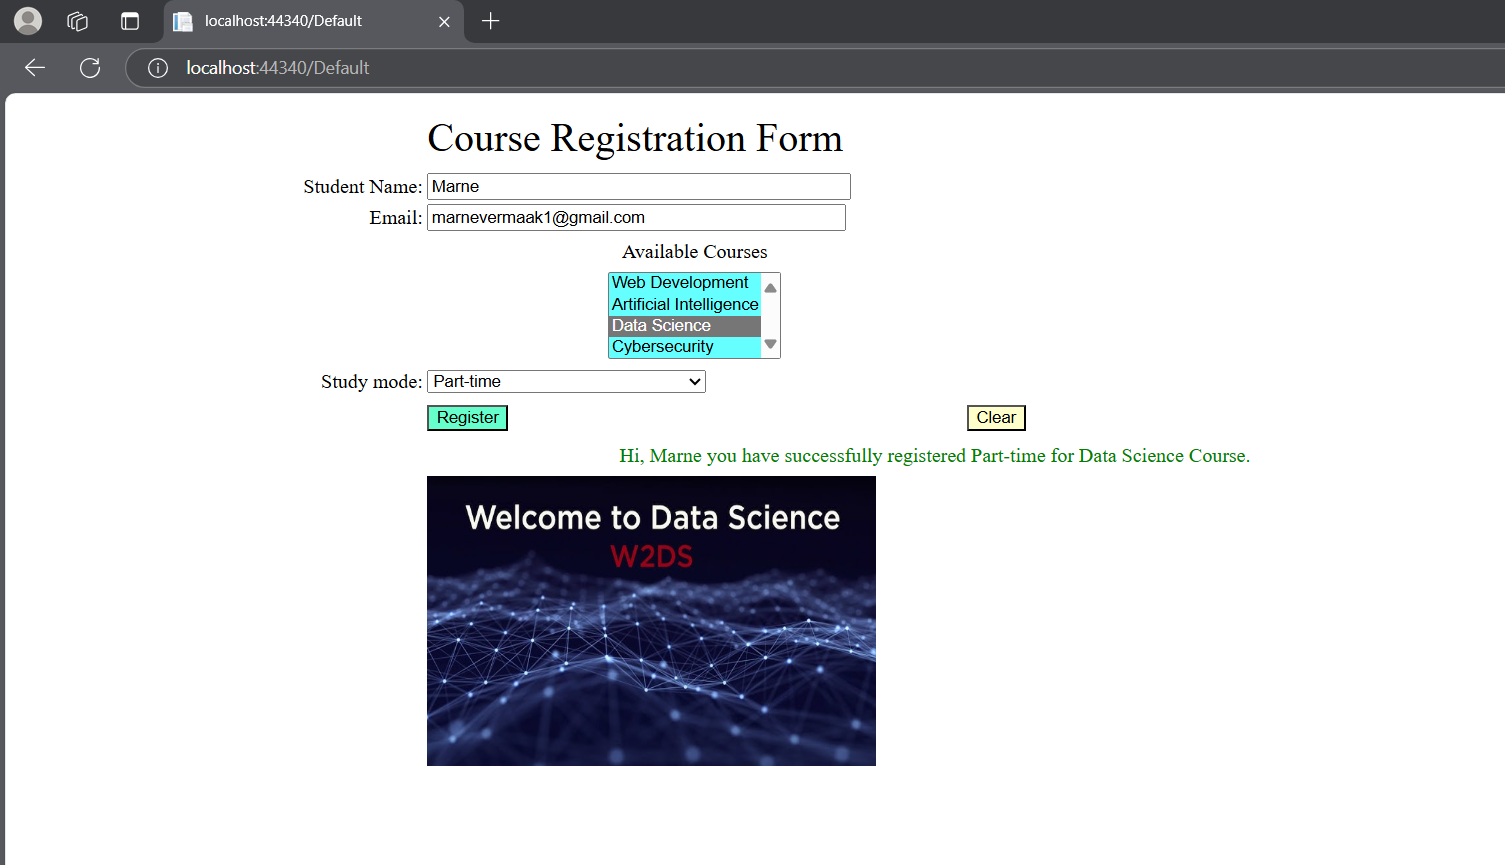 localhost:44340/Default
localhost:44340/Default
Course Registration Form
Student Name: Marne
Email: marnevermaak1@gmail.com
Available Courses
Web Development
Artificial Intelligence
Data Science
Cybersecurity
Study mode: Part-time
Register Clear
Hi, Marne you have successfully registered Part-time for Data Science Course.
Welcome to Data Science
W2DS